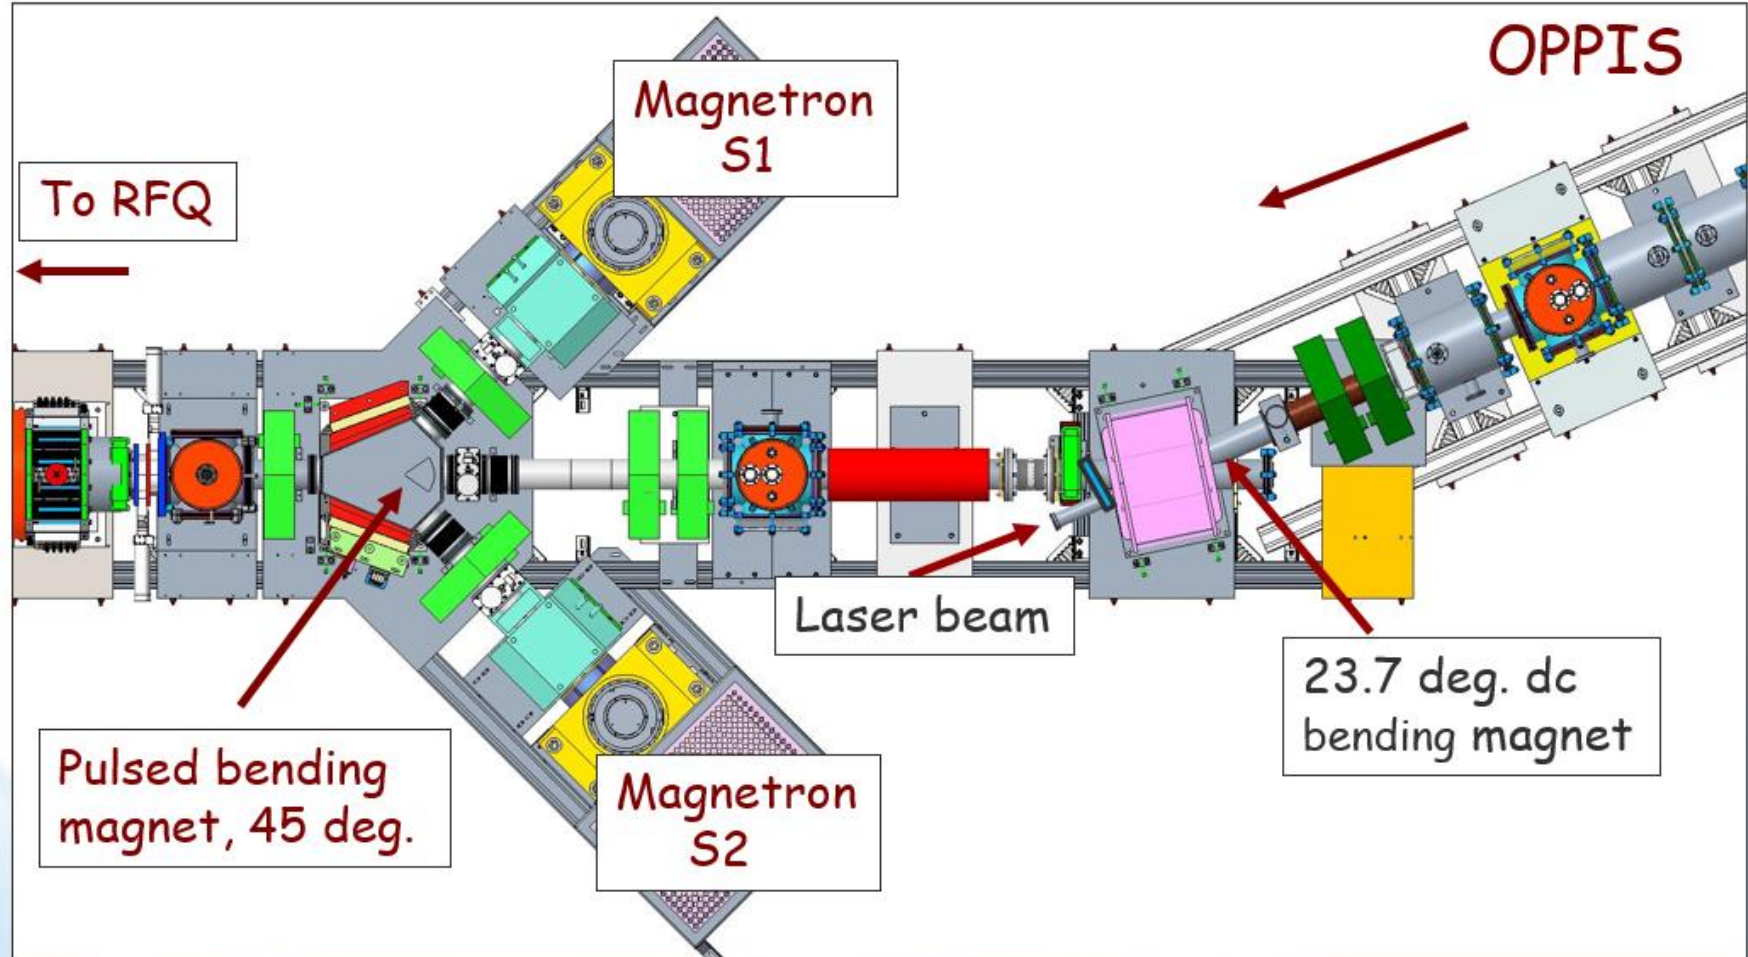 OPPIS
Magnetron
S1
To RFQ
Laser beam
23.7 deg. dc
bending magnet
Pulsed bending
magnet, 45 deg.
Magnetron
S2